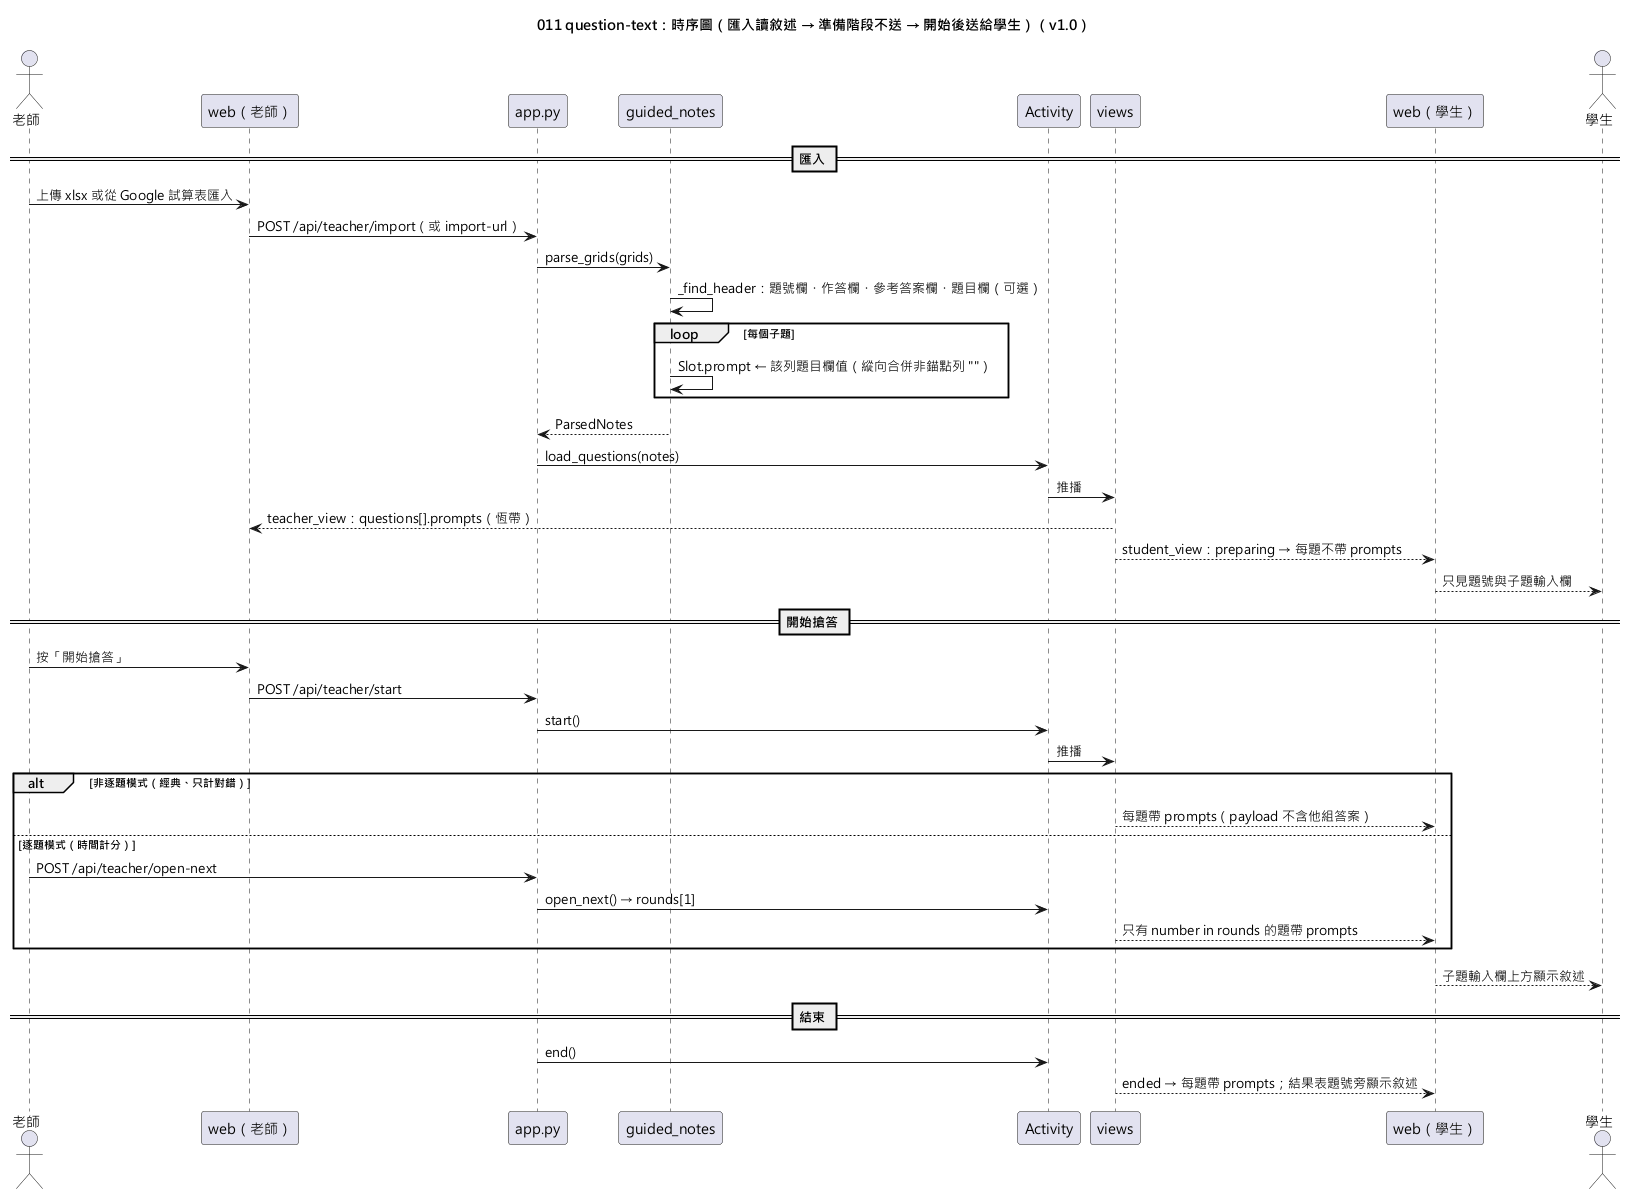 011 question-text：時序圖（匯入讀敘述 → 準備階段不送 → 開始後送給學生）（v1.0）
老師
web（老師）
app.py
guided_notes
Activity
views
web（學生）
學生
匯入
上傳 xlsx 或從 Google 試算表匯入
POST /api/teacher/import（或 import-url）
parse_grids(grids)
_find_header：題號欄．作答欄．參考答案欄．題目欄（可選）
loop [每個子題]
Slot.prompt ← 該列題目欄值（縱向合併非錨點列 ""）
ParsedNotes
load_questions(notes)
推播
teacher_view：questions[].prompts（恆帶）
student_view：preparing → 每題不帶 prompts
只見題號與子題輸入欄
開始搶答
按「開始搶答」
POST /api/teacher/start
start()
推播
alt [非逐題模式（經典、只計對錯）]
每題帶 prompts（payload 不含他組答案）
[逐題模式（時間計分）]
POST /api/teacher/open-next
open_next() → rounds[1]
只有 number in rounds 的題帶 prompts
子題輸入欄上方顯示敘述
結束
end()
ended → 每題帶 prompts；結果表題號旁顯示敘述
老師
web（老師）
app.py
guided_notes
Activity
views
web（學生）
學生